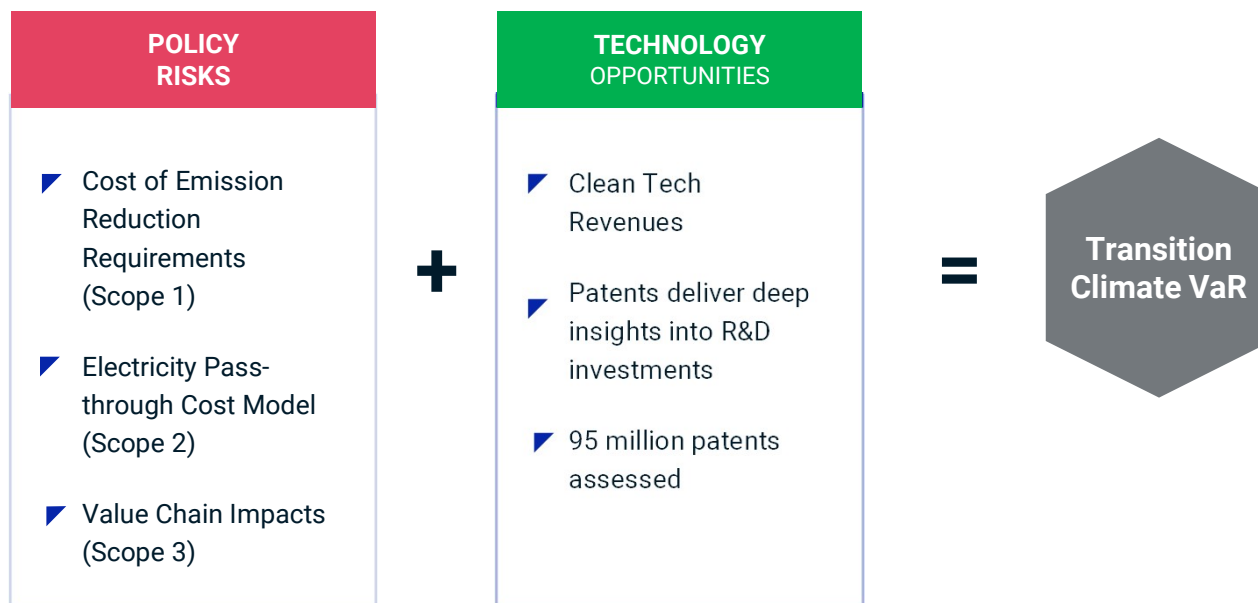 POLICY
RISKS
Cost of Emission
Reduction
Requirements
(Scope 1)
Electricity Pass-
through Cost Model
(Scope 2)
Value Chain Impacts
(Scope 3)
+
TECHNOLOGY
OPPORTUNITIES
Clean Tech
Revenues
Patents deliver deep
insights into R&D
investments
95 million patents
assessed
=
Transition
Climate VaR